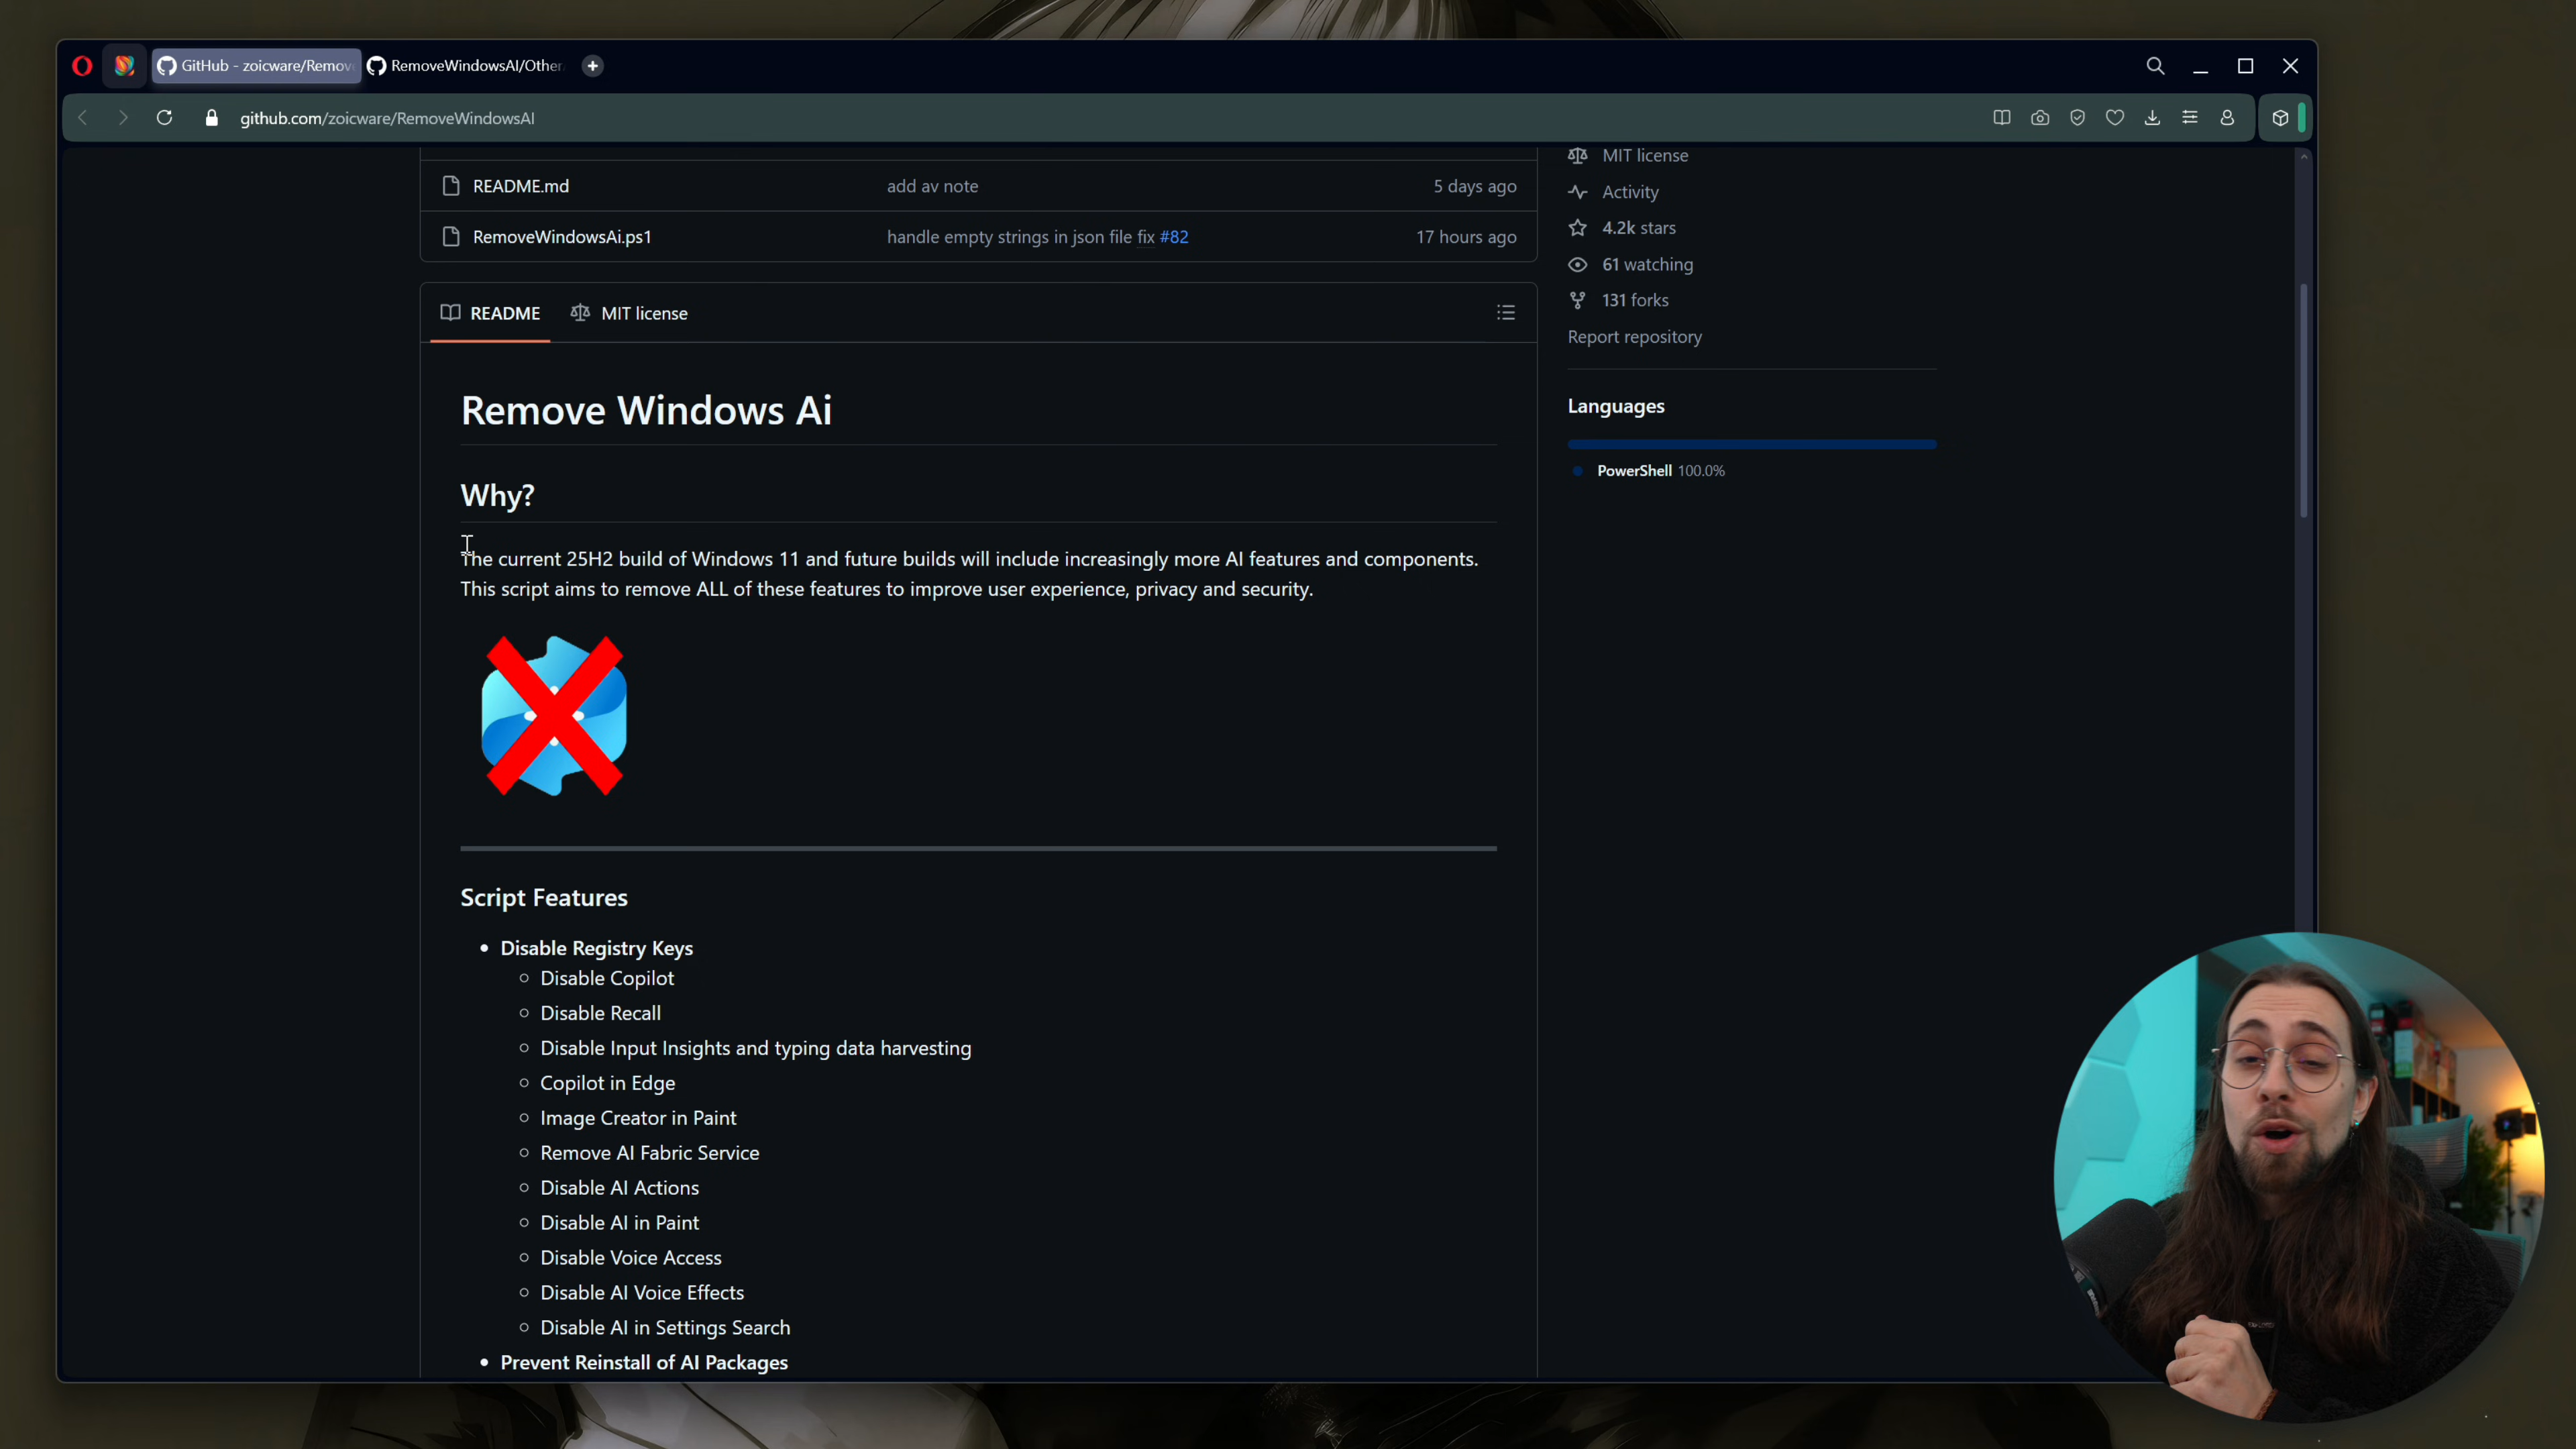 GitHub - zoicware/Remov
RemoveWindowsAI/Other
github.com/zoicware/RemoveWindowsAI
README.md add av note 5 days ago
RemoveWindowsAi.ps1 handle empty strings in json file fix #82 17 hours ago
README MIT license
Remove Windows Ai
Why?
The current 25H2 build of Windows 11 and future builds will include increasingly more AI features and components.
This script aims to remove ALL of these features to improve user experience, privacy and security.
Script Features
Disable Registry Keys
Disable Copilot
Disable Recall
Disable Input Insights and typing data harvesting
Copilot in Edge
Image Creator in Paint
Remove AI Fabric Service
Disable AI Actions
Disable AI in Paint
Disable Voice Access
Disable AI Voice Effects
Disable AI in Settings Search
Prevent Reinstall of AI Packages
MIT license
Activity
4.2k stars
61 watching
131 forks
Report repository
Languages
PowerShell 100.0%